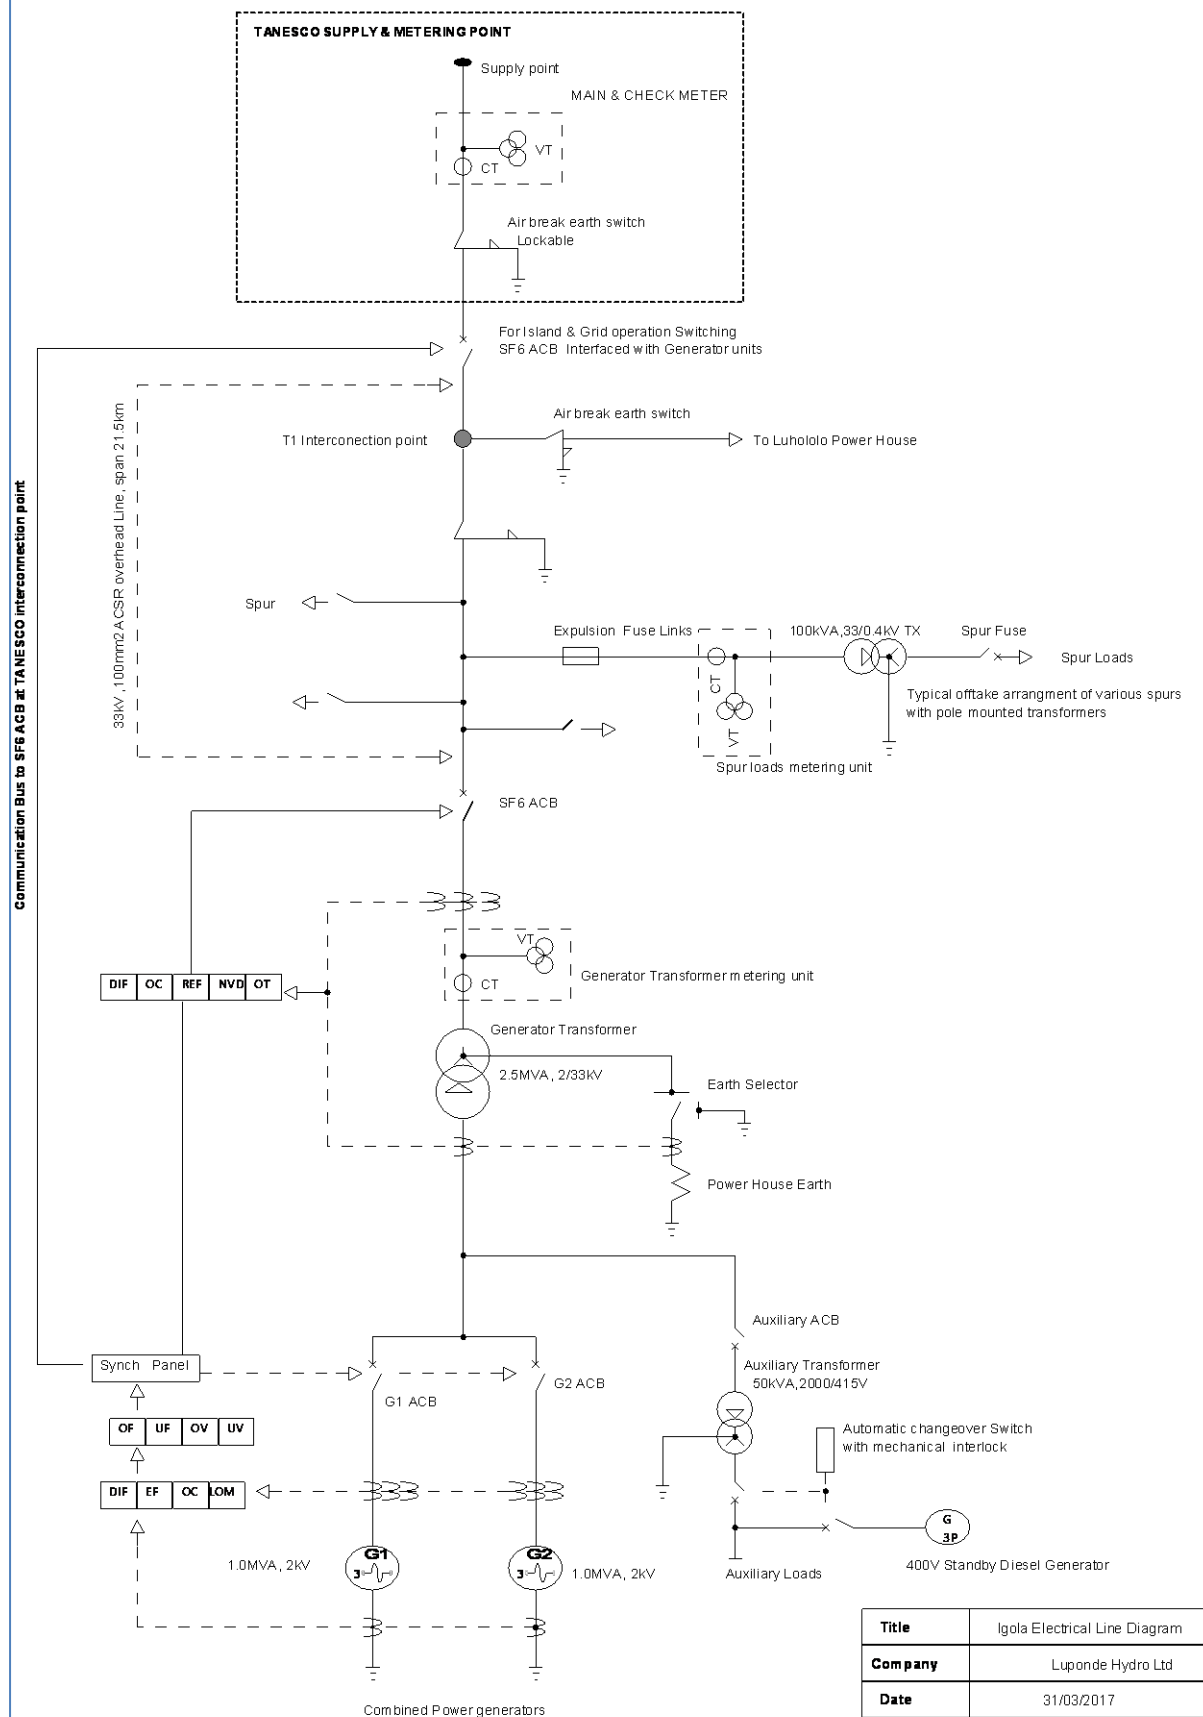 TANESCO SUPPLY & METERING POINT
Supply point
MAIN & CHECK METER
VT
CT
Air break earth switch
Lockable
For Island & Grid operation Switching
SF6 ACB Interfaced with Generator units
Air break earth switch
T1 Interconection point
To Luhololo Power House
33kV, 100mm2 ACSR overhead Line, span 21.5km
Communication Bus to SF6 ACB at TANESCO interconnection point
Spur
Expulsion Fuse Links
100kVA,33/0.4kV TX
Spur Fuse
Spur Loads
CT
VT
Typical offtake arrangment of various spurs
with pole mounted transformers
Spur loads metering unit
SF6 ACB
VT
CT
Generator Transformer metering unit
DIF OC REF NVD OT
Generator Transformer
2.5MVA, 2/33kV
Earth Selector
Power House Earth
Auxiliary ACB
Synch Panel
G1 ACB
G2 ACB
Auxiliary Transformer
50kVA,2000/415V
OF UF OV UV
Automatic changeover Switch
with mechanical interlock
DIF EF OC LOM
G
3P
1.0MVA, 2kV
G1
3
G2
3
1.0MVA, 2kV
Auxiliary Loads
400V Standby Diesel Generator
Combined Power generators
Title Igola Electrical Line Diagram
Company Luponde Hydro Ltd
Date 31/03/2017